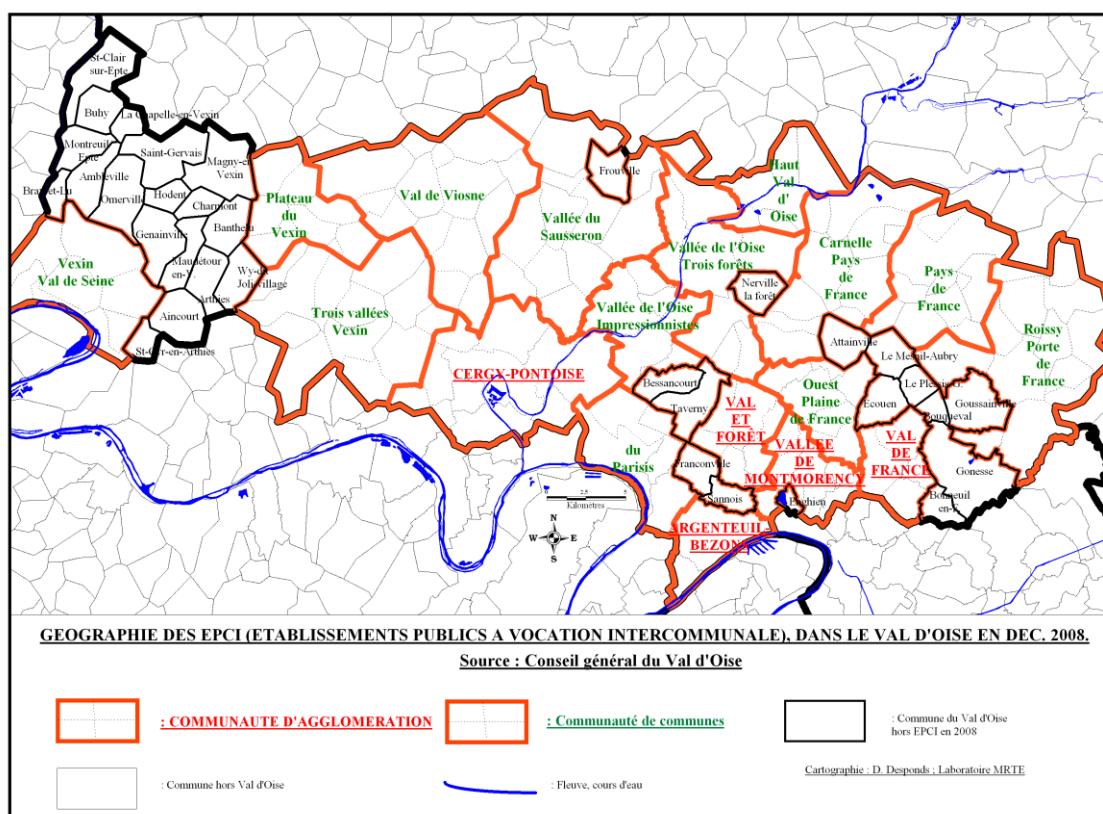 St-Clair
sur-Epte
Buhy
La Chapelle-en-Vexin
Montreuil
Epte
Saint-Gervais
Magny-en
Vexin
Ambleville
Bray-et-Lu
Omerville
Hodent
Charmont
Genainville
Banthelu
Maudétour
en-V.
Wy-dit
Joli-village
Arthies
Aincourt
St-Cyr-en-Arthies
Vexin
Val de Seine
Plateau
du
Vexin
Val de Viosne
Trois vallées
Vexin
Vallée du
Sausseron
Frouville
Haut
Val
d'
Oise
Vallée de l'Oise
Trois forêts
Vallée de l'Oise
Impressionnistes
Nerville
la forêt
Carnelle
Pays
de
France
Pays
de
France
Roissy
Porte
de
France
Attainville
Le Mesnil-Aubry
Le Plessis G.
Ecouen
Bouqueval
Goussainville
Gonesse
Bonneuil
CERGY-PONTOISE
Bessancourt
Taverny
VAL
ET
FORÊT
Ouest
Plaine
de France
VALLEE
DE
MONTMORENCY
VAL
DE
FRANCE
du
Parisis
Franconville
Sannois
Enghien
ARGENTEUIL-
BEZONS
0 2.5 5
Kilomètres
N
W E
S
GEOGRAPHIE DES EPCI (ETABLISSEMENTS PUBLICS A VOCATION INTERCOMMUNALE), DANS LE VAL D'OISE EN DEC. 2008.
Source : Conseil général du Val d'Oise
: COMMUNAUTE D'AGGLOMERATION
: Communauté de communes
: Commune du Val d'Oise
hors EPCI en 2008
: Commune hors Val d'Oise
: Fleuve, cours d'eau
Cartographie : D. Desponds ; Laboratoire MRTE